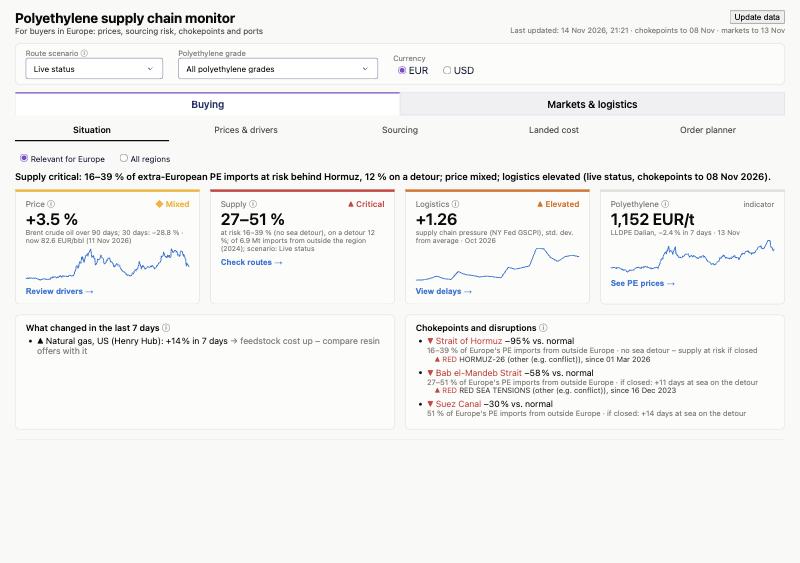 Polyethylene supply chain monitor
For buyers in Europe: prices, sourcing risk, chokepoints and ports
Update data
Last updated: 14 Nov 2026, 21:21 · chokepoints to 08 Nov · markets to 13 Nov
Route scenario ⓘ
Live status
Polyethylene grade
All polyethylene grades
Currency
EUR
USD
Buying
Markets & logistics
Situation
Prices & drivers
Sourcing
Landed cost
Order planner
Relevant for Europe
All regions
Supply critical: 16–39 % of extra-European PE imports at risk behind Hormuz, 12 % on a detour; price mixed; logistics elevated (live status, chokepoints to 08 Nov 2026).
Price ⓘ
◆ Mixed
+3.5 %
Brent crude oil over 90 days; 30 days: −28.8 % ·
now 82.6 EUR/bbl (11 Nov 2026)
Review drivers →
Supply ⓘ
▲ Critical
27–51 %
at risk 16–39 % (no sea detour), on a detour 12
%; of 6.9 Mt imports from outside the region
(2024); scenario: Live status
Check routes →
Logistics ⓘ
▲ Elevated
+1.26
supply chain pressure (NY Fed GSCPI), std. dev.
from average · Oct 2026
View delays →
Polyethylene ⓘ
indicator
1,152 EUR/t
LLDPE Dalian, −2.4 % in 7 days · 13 Nov
See PE prices →
What changed in the last 7 days ⓘ
• ▲ Natural gas, US (Henry Hub): +14 % in 7 days → feedstock cost up – compare resin
offers with it
Chokepoints and disruptions ⓘ
• ▼ Strait of Hormuz −95 % vs. normal
16–39 % of Europe's PE imports from outside Europe · no sea detour – supply at risk if closed
▲ RED HORMUZ-26 (other (e.g. conflict)), since 01 Mar 2026
• ▼ Bab el-Mandeb Strait −58 % vs. normal
27–51 % of Europe's PE imports from outside Europe · if closed: +11 days at sea on the detour
▲ RED RED SEA TENSIONS (other (e.g. conflict)), since 16 Dec 2023
• ▼ Suez Canal −30 % vs. normal
51 % of Europe's PE imports from outside Europe · if closed: +14 days at sea on the detour